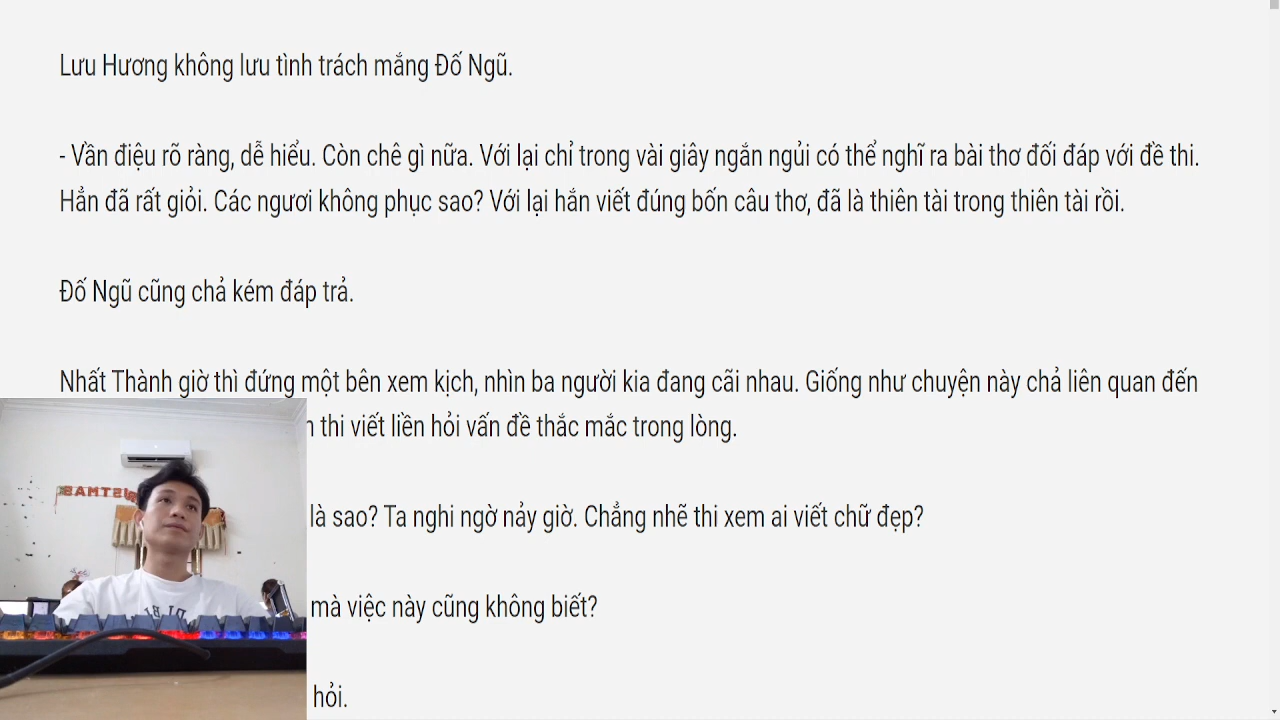 Lưu Hương không lưu tình trách mắng Đố Ngũ.
- Vần điệu rõ ràng, dễ hiểu. Còn chê gì nữa. Với lại chỉ trong vài giây ngắn ngủi có thể nghĩ ra bài thơ đối đáp với đề thi.
Hắn đã rất giỏi. Các ngươi không phục sao? Với lại hắn viết đúng bốn câu thơ, đã là thiên tài trong thiên tài rồi.
Đố Ngũ cũng chả kém đáp trả.
Nhất Thành giờ thì đứng một bên xem kịch, nhìn ba người kia đang cãi nhau. Giống như chuyện này chả liên quan đến
thi viết liền hỏi vấn đề thắc mắc trong lòng.
là sao? Ta nghi ngờ nảy giờ. Chẳng nhẽ thi xem ai viết chữ đẹp?
mà việc này cũng không biết?
hỏi.